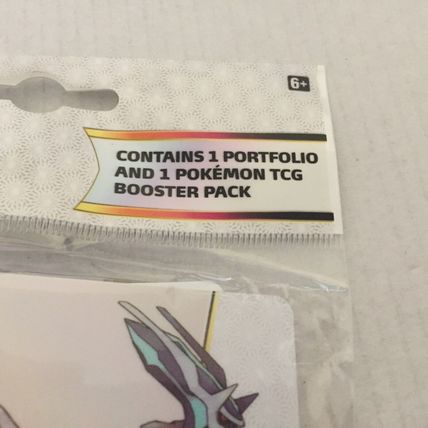 6+
CONTAINS 1 PORTFOLIO
AND 1 POKÉMON TCG
BOOSTER PACK